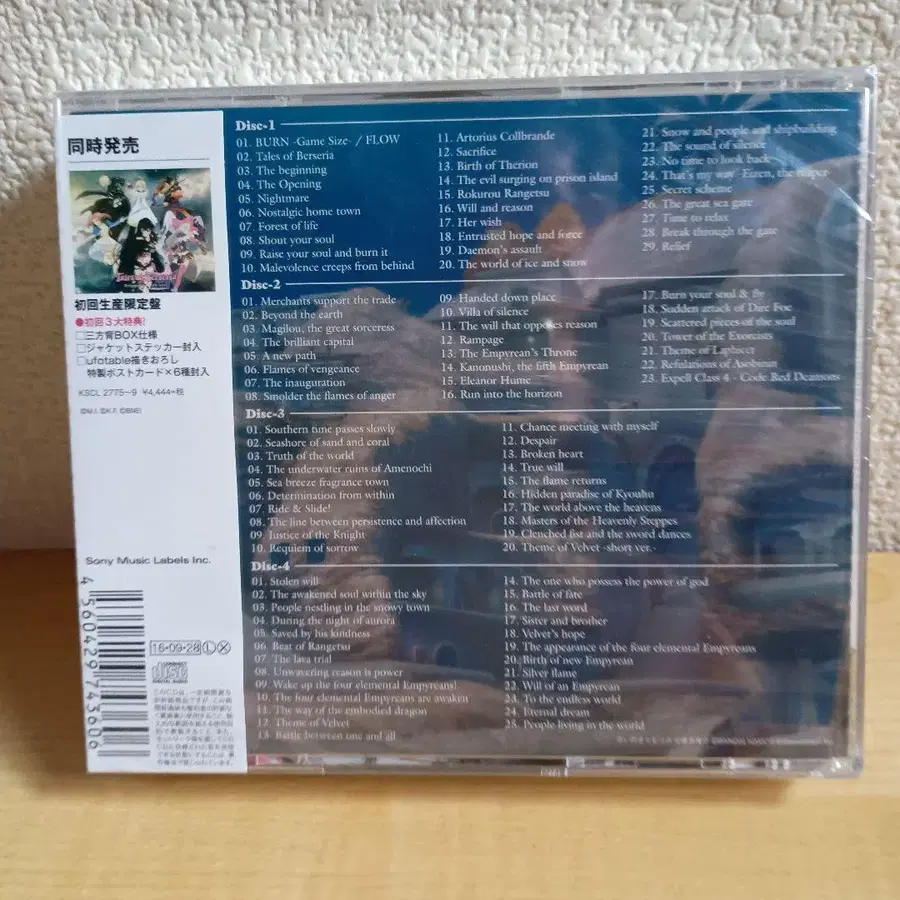 同時発売
初回生産限定盤
●初回3大特典!
□三方背BOX仕様
□ジャケットステッカー封入
□ufotable描きおろし
特製ポストカード×6種封入
KSCL 2775~9 ¥4,444+税
Sony Music Labels Inc.
4 560429 743606
16・09・28 Ⓛ Ⓧ
COMPACT
disc
DIGITAL AUDIO
Disc-1
01. BURN -Game Size- / FLOW
02. Tales of Berseria
03. The beginning
04. The Opening
05. Nightmare
06. Nostalgic home town
07. Forest of life
08. Shout your soul
09. Raise your soul and burn it
10. Malevolence creeps from behind
11. Artorius Collbrande
12. Sacrifice
13. Birth of Therion
14. The evil surging on prison island
15. Rokurou Rangetsu
16. Will and reason
17. Her wish
18. Entrusted hope and force
19. Daemon's assault
20. The world of ice and snow
21. Snow and people and shipbuilding
22. The sound of silence
23. No time to look back
24. That's my way -Eizen, the reaper-
25. Secret scheme
26. The great sea gate
27. Time to relax
28. Break through the gate
29. Relief
Disc-2
01. Merchants support the trade
02. Beyond the earth
03. Magilou, the great sorceress
04. The brilliant capital
05. A new path
06. Flames of vengeance
07. The inauguration
08. Smolder the flames of anger
09. Handed down place
10. Villa of silence
11. The will that opposes reason
12. Rampage
13. The Empyrean's Throne
14. Kanonushi, the fifth Empyrean
15. Eleanor Hume
16. Run into the horizon
17. Burn your soul & fly
18. Sudden attack of Dire Foe
19. Scattered pieces of the soul
20. Tower of the Exorcists
21. Theme of Laphicet
22. Refulations of Asobinin
23. Expell Class 4 - Code Red Deamons
Disc-3
01. Southern time passes slowly
02. Seashore of sand and coral
03. Truth of the world
04. The underwater ruins of Amenochi
05. Sea breeze fragrance town
06. Determination from within
07. Ride & Slide!
08. The line between persistence and affection
09. Justice of the Knight
10. Requiem of sorrow
11. Chance meeting with myself
12. Despair
13. Broken heart
14. True will
15. The flame returns
16. Hidden paradise of Kyouhu
17. The world above the heavens
18. Masters of the Heavenly Steppes
19. Clenched fist and the sword dances
20. Theme of Velvet -short ver.-
Disc-4
01. Stolen will
02. The awakened soul within the sky
03. People nestling in the snowy town
04. During the night of aurora
05. Saved by his kindness
06. Beat of Rangetsu
07. The lava trial
08. Unwavering reason is power
09. Wake up the four elemental Empyreans!
10. The four elemental Empyreans are awaken
11. The way of the embodied dragon
12. Theme of Velvet
13. Battle between one and all
14. The one who possess the power of god
15. Battle of fate
16. The last word
17. Sister and brother
18. Velvet's hope
19. The appearance of the four elemental Empyreans
20. Birth of new Empyrean
21. Silver flame
22. Will of an Empyrean
23. To the endless world
24. Eternal dream
25. People living in the world